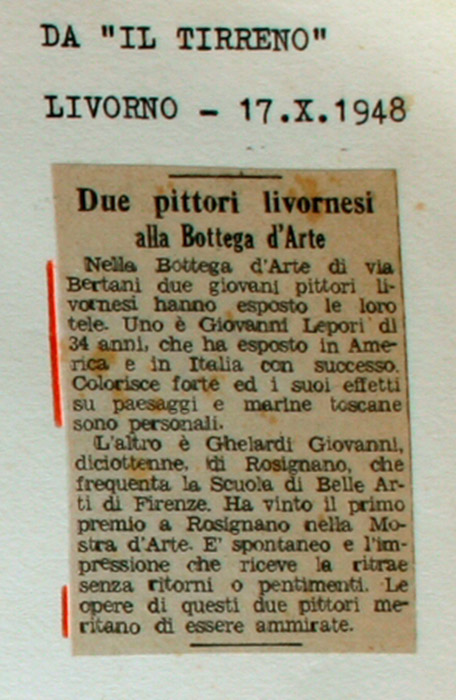 DA "IL TIRRENO"
LIVORNO - 17.X.1948
Due pittori livornesi
alla Bottega d'Arte
Nella Bottega d'Arte di via
Bertani due giovani pittori li-
vornesi hanno esposto le loro
tele. Uno è Giovanni Lepori di
34 anni, che ha esposto in Ame-
rica e in Italia con successo.
Colorisce forte ed i suoi effetti
su paesaggi e marine toscane
sono personali.
L'altro è Ghelardi Giovanni,
diciottenne, di Rosignano, che
frequenta la Scuola di Belle Ar-
ti di Firenze. Ha vinto il primo
premio a Rosignano nella Mo-
stra d'Arte. E' spontaneo e l'im-
pressione che riceve la ritrae
senza ritorni o pentimenti. Le
opere di questi due pittori me-
ritano di essere ammirate.